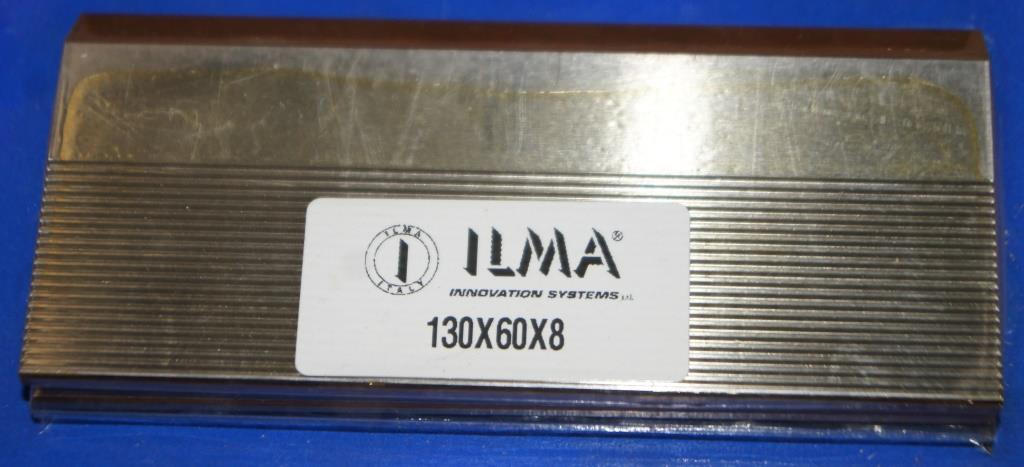 ILMA
I
ITALY
ILMA®
INNOVATION SYSTEMS s.r.l.
130X60X8